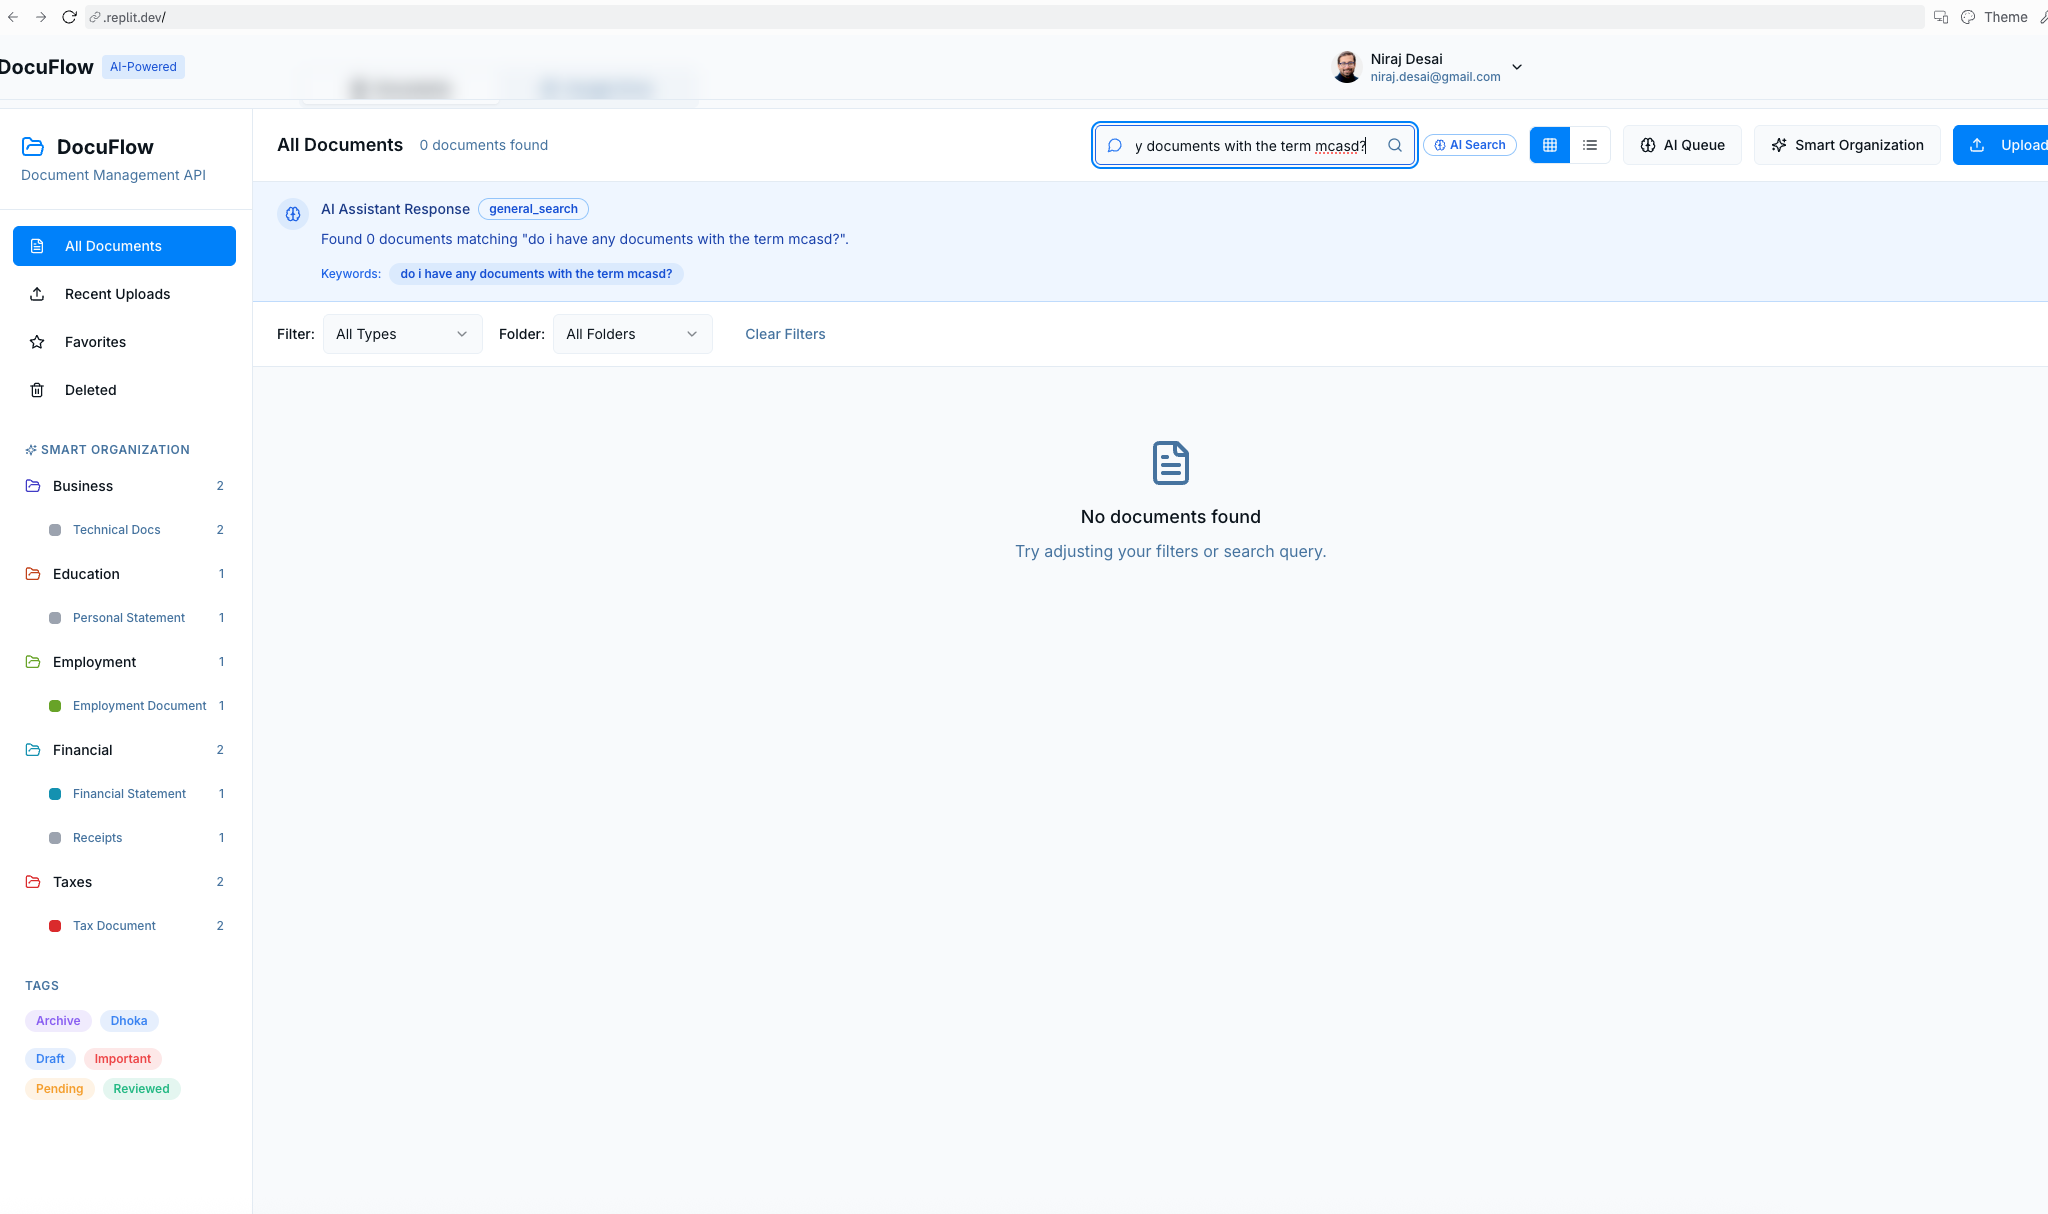 .replit.dev/
Theme
DocuFlow AI-Powered
Niraj Desai
niraj.desai@gmail.com
DocuFlow
Document Management API
All Documents 0 documents found
y documents with the term mcasd?
AI Search
AI Queue
Smart Organization
Upload
AI Assistant Response general_search
Found 0 documents matching "do i have any documents with the term mcasd?".
Keywords: do i have any documents with the term mcasd?
Filter: All Types Folder: All Folders Clear Filters
No documents found
Try adjusting your filters or search query.
All Documents
Recent Uploads
Favorites
Deleted
SMART ORGANIZATION
Business 2
Technical Docs 2
Education 1
Personal Statement 1
Employment 1
Employment Document 1
Financial 2
Financial Statement 1
Receipts 1
Taxes 2
Tax Document 2
TAGS
Archive Dhoka
Draft Important
Pending Reviewed